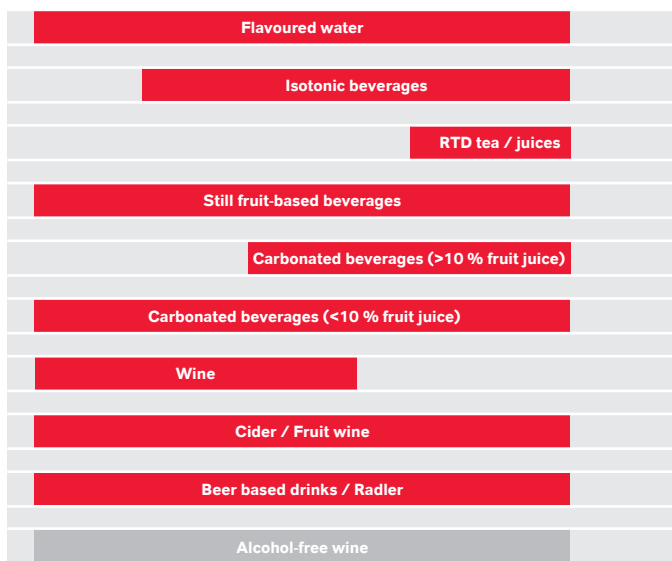 Flavoured water
Isotonic beverages
RTD tea / juices
Still fruit-based beverages
Carbonated beverages (>10 % fruit juice)
Carbonated beverages (<10 % fruit juice)
Wine
Cider / Fruit wine
Beer based drinks / Radler
Alcohol-free wine